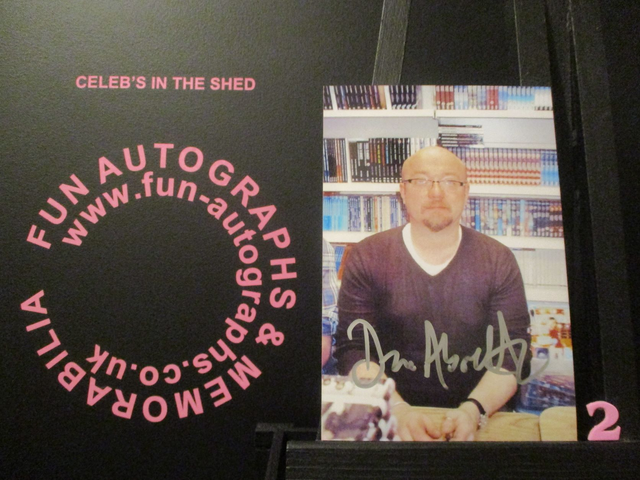 CELEB'S IN THE SHED
FUN AUTOGRAPHS & MEMORABILIA
www.fun-autographs.co.uk
2